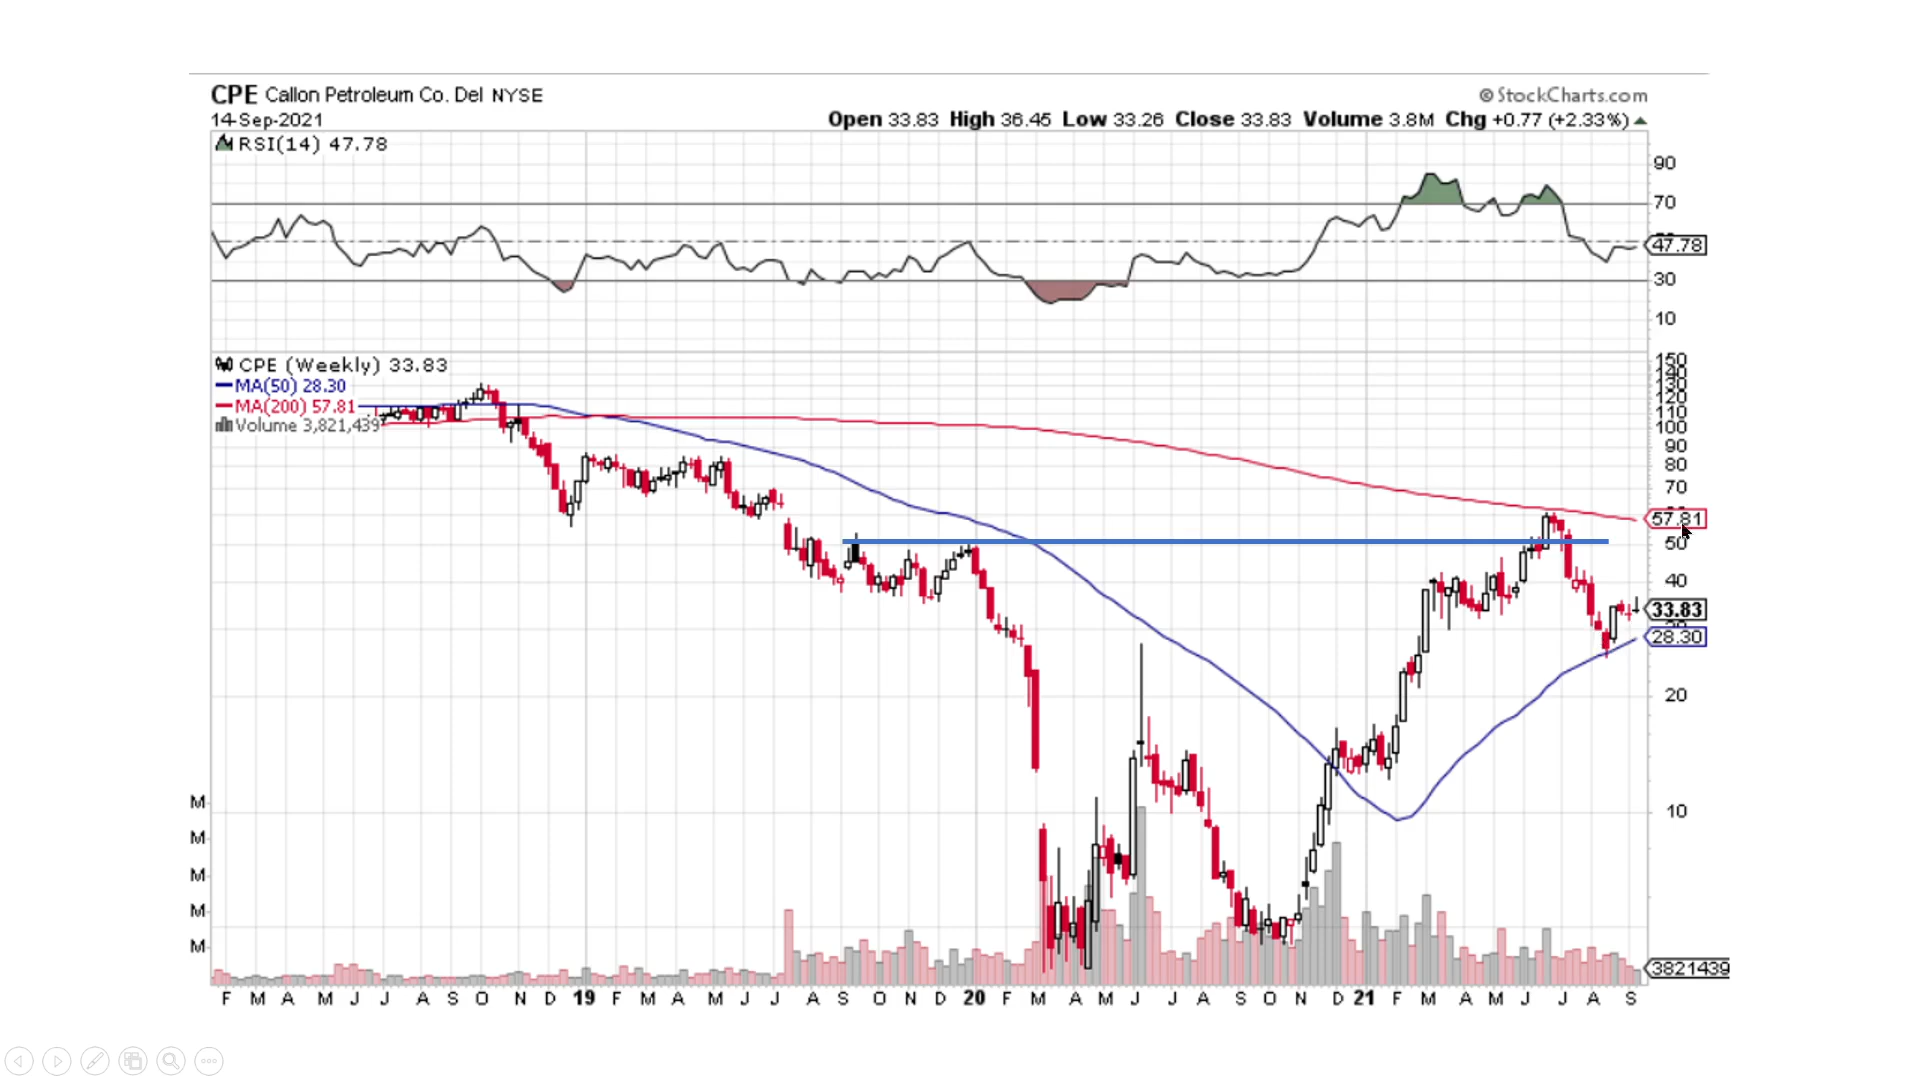 CPE Callon Petroleum Co. Del NYSE
© StockCharts.com
14-Sep-2021
Open 33.83 High 36.45 Low 33.26 Close 33.83 Volume 3.8M Chg +0.77 (+2.33%)
RSI(14) 47.78
90
70
47.78
30
10
CPE (Weekly) 33.83
MA(50) 28.30
MA(200) 57.81
Volume 3,821,439
150
140
130
120
110
100
90
80
70
57.81
50
40
33.83
28.30
20
10
M
M
M
M
M
3821439
F M A M J J A S O N D 19 F M A M J J A S O N D 20 F M A M J J A S O N D 21 F M A M J J A S